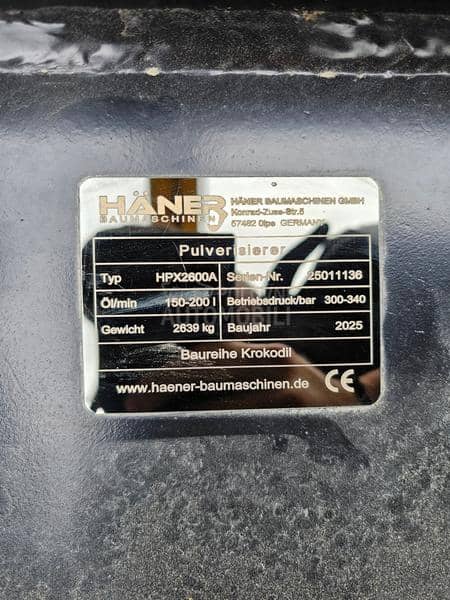 HÄNER
BAUMASCHINEN
HÄNER BAUMASCHINEN GMBH
Konrad-Zuse-Str.5
57462 Olpe GERMANY
Pulverisierer
Typ HPX2600A Serien-Nr. 25011136
Öl/min 150-200 l Betriebsdruck/bar 300-340
Gewicht 2639 kg Baujahr 2025
Baureihe Krokodil
www.haener-baumaschinen.de CE